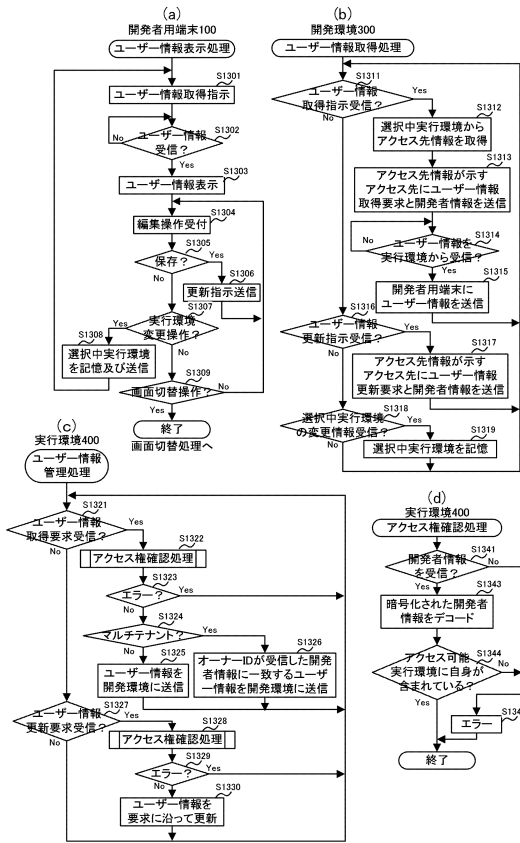 (a)
開発者用端末100
ユーザー情報表示処理
S1301
ユーザー情報取得指示
S1302
ユーザー情報
受信?
No
Yes
S1303
ユーザー情報表示
S1304
編集操作受付
S1305
保存?
Yes
No
S1306
更新指示送信
S1307
実行環境
変更操作?
Yes
No
S1308
選択中実行環境
を記憶及び送信
S1309
画面切替操作?
No
Yes
終了
画面切替処理へ
(b)
開発環境300
ユーザー情報取得処理
S1311
ユーザー情報
取得指示受信?
Yes
No
S1312
選択中実行環境から
アクセス先情報を取得
S1313
アクセス先情報が示す
アクセス先にユーザー情報
取得要求と開発者情報を送信
S1314
ユーザー情報を
実行環境から受信?
No
Yes
S1315
開発者用端末に
ユーザー情報を送信
S1316
ユーザー情報
更新指示受信?
Yes
No
S1317
アクセス先情報が示す
アクセス先にユーザー情報
更新要求と開発者情報を送信
S1318
選択中実行環境
の変更情報受信?
Yes
No
S1319
選択中実行環境を記憶
(c)
実行環境400
ユーザー情報
管理処理
S1321
ユーザー情報
取得要求受信?
Yes
No
S1322
アクセス権確認処理
S1323
エラー?
Yes
No
S1324
マルチテナント?
Yes
No
S1325
ユーザー情報を
開発環境に送信
S1326
オーナーIDが受信した開発
者情報に一致するユーザ
ー情報を開発環境に送信
S1327
ユーザー情報
更新要求受信?
Yes
No
S1328
アクセス権確認処理
S1329
エラー?
Yes
No
S1330
ユーザー情報を
要求に沿って更新
(d)
実行環境400
アクセス権確認処理
S1341
開発者情報
を受信?
No
Yes
S1343
暗号化された開発者
情報をデコード
S1344
アクセス可能
実行環境に自身が
含まれている?
No
Yes
エラー
終了